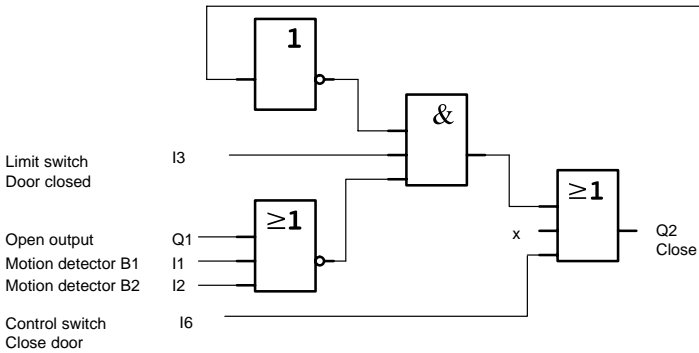 1
&
Limit switch I3
Door closed
≥1
≥1
Open output Q1
x
Q2
Close
Motion detector B1 I1
Motion detector B2 I2
Control switch I6
Close door